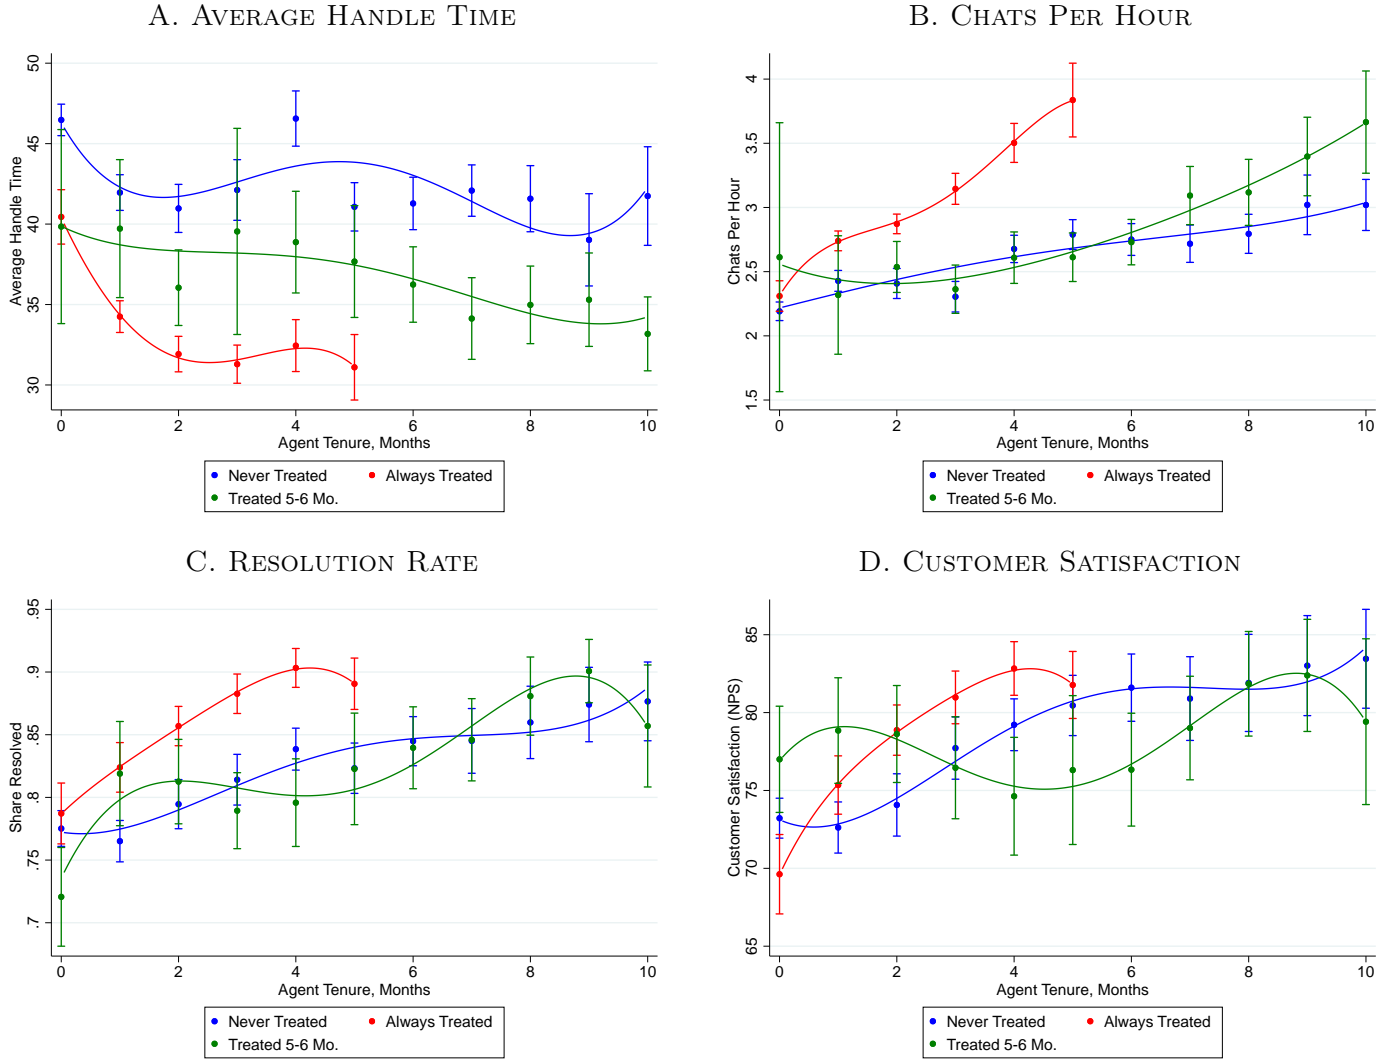 A. Average Handle Time
50
45
40
35
30
Average Handle Time
0 2 4 6 8 10
Agent Tenure, Months
Never Treated Always Treated
Treated 5-6 Mo.
B. Chats Per Hour
4
3.5
3
2.5
2
1.5
Chats Per Hour
0 2 4 6 8 10
Agent Tenure, Months
Never Treated Always Treated
Treated 5-6 Mo.
C. Resolution Rate
.95
.9
.85
.8
.75
.7
Share Resolved
0 2 4 6 8 10
Agent Tenure, Months
Never Treated Always Treated
Treated 5-6 Mo.
D. Customer Satisfaction
85
80
75
70
65
Customer Satisfaction (NPS)
0 2 4 6 8 10
Agent Tenure, Months
Never Treated Always Treated
Treated 5-6 Mo.